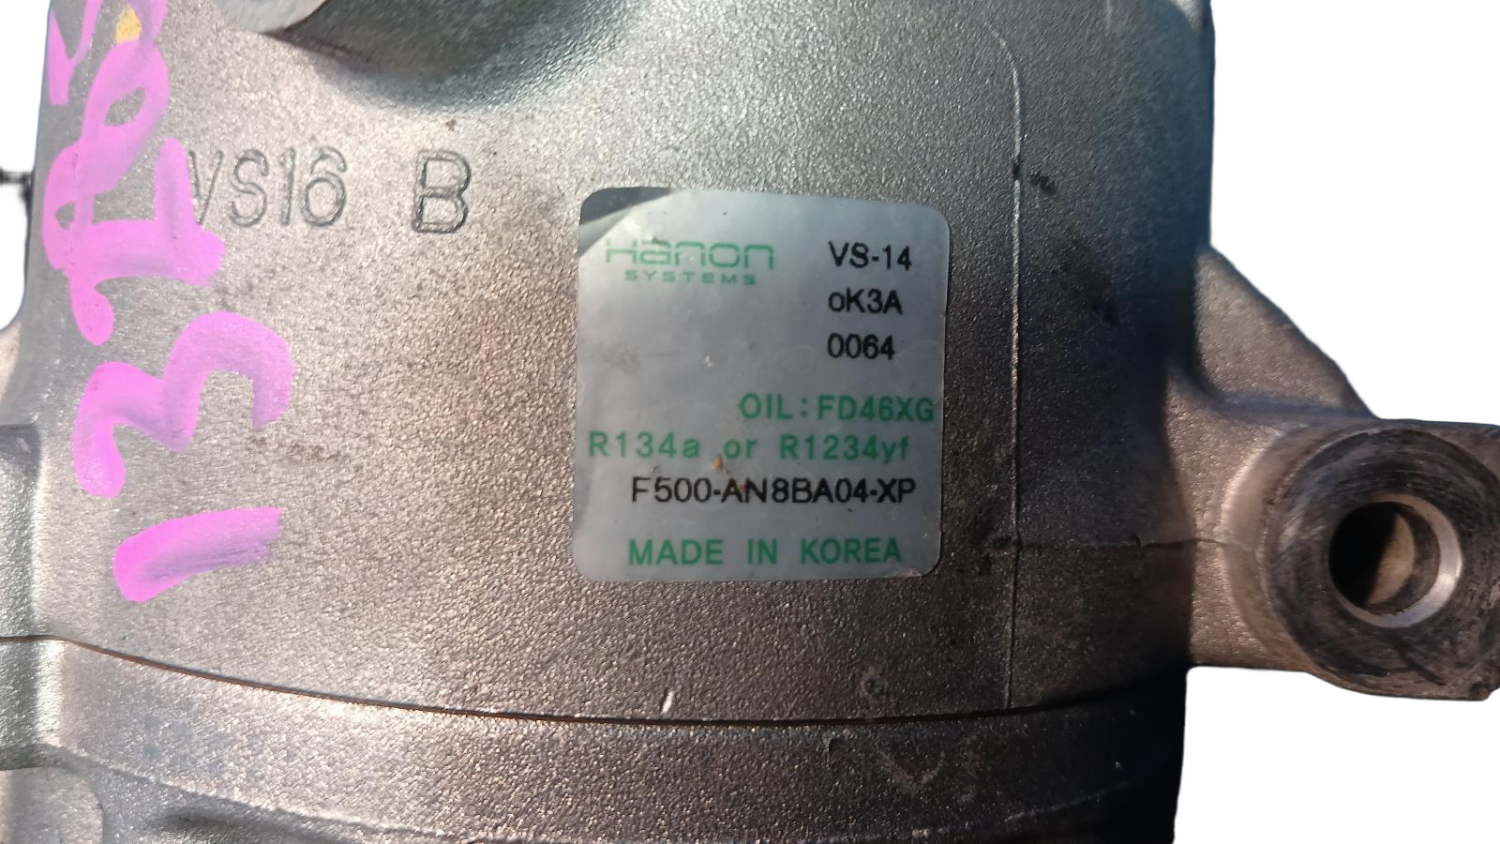 VS16 B
Hanon
SYSTEMS
VS-14
oK3A
0064
OIL:FD46XG
R134a or R1234yf
F500-AN8BA04-XP
MADE IN KOREA